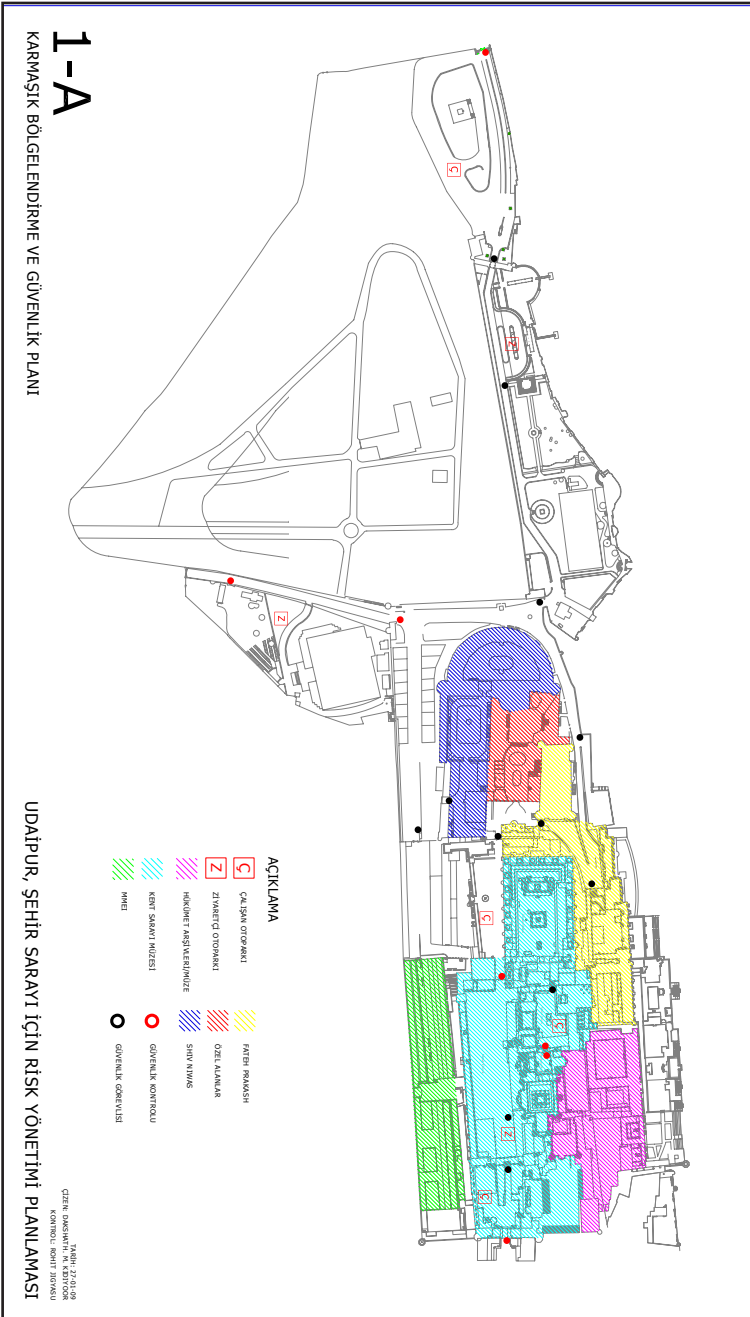 1-A
KARMAŞIK BÖLGELENDİRME VE GÜVENLİK PLANI
Ç
Z
Z
Ç
Ç
Z
Ç
AÇIKLAMA
Ç ÇALIŞAN OTOPARKI
Z ZİYARETÇİ OTOPARKI
HÜKÜMET ARŞİVLERİ/MÜZE
KENT SARAYI MÜZESİ
MMEI
FATEH PRAKASH
ÖZEL ALANLAR
SHIV NIWAS
GÜVENLİK KONTROLU
GÜVENLİK GÖREVLİSİ
UDAİPUR, ŞEHİR SARAYI İÇİN RİSK YÖNETİMİ PLANLAMASI
TARİH: 27-01-09
ÇİZEN: DAKSHATH. M. KIDIYOOR
KONTROL: ROHIT JIGYASU